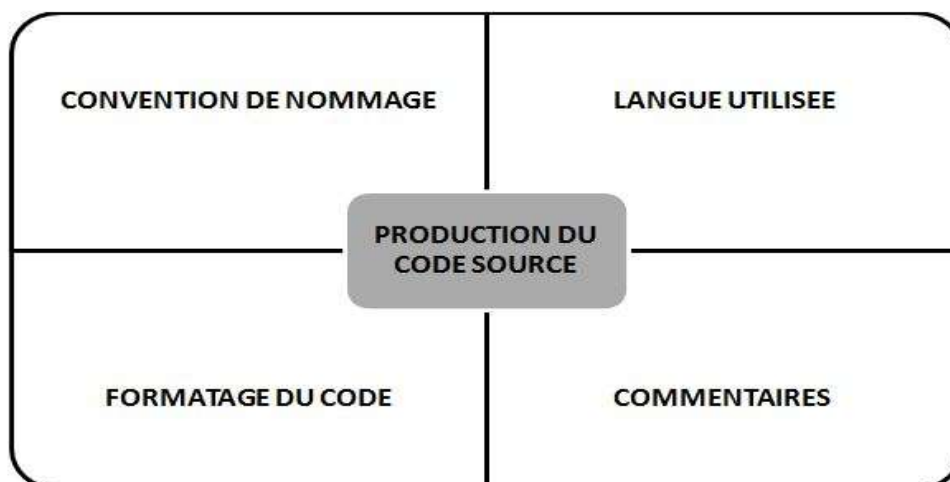 CONVENTION DE NOMMAGE
LANGUE UTILISEE
PRODUCTION DU
CODE SOURCE
FORMATAGE DU CODE
COMMENTAIRES